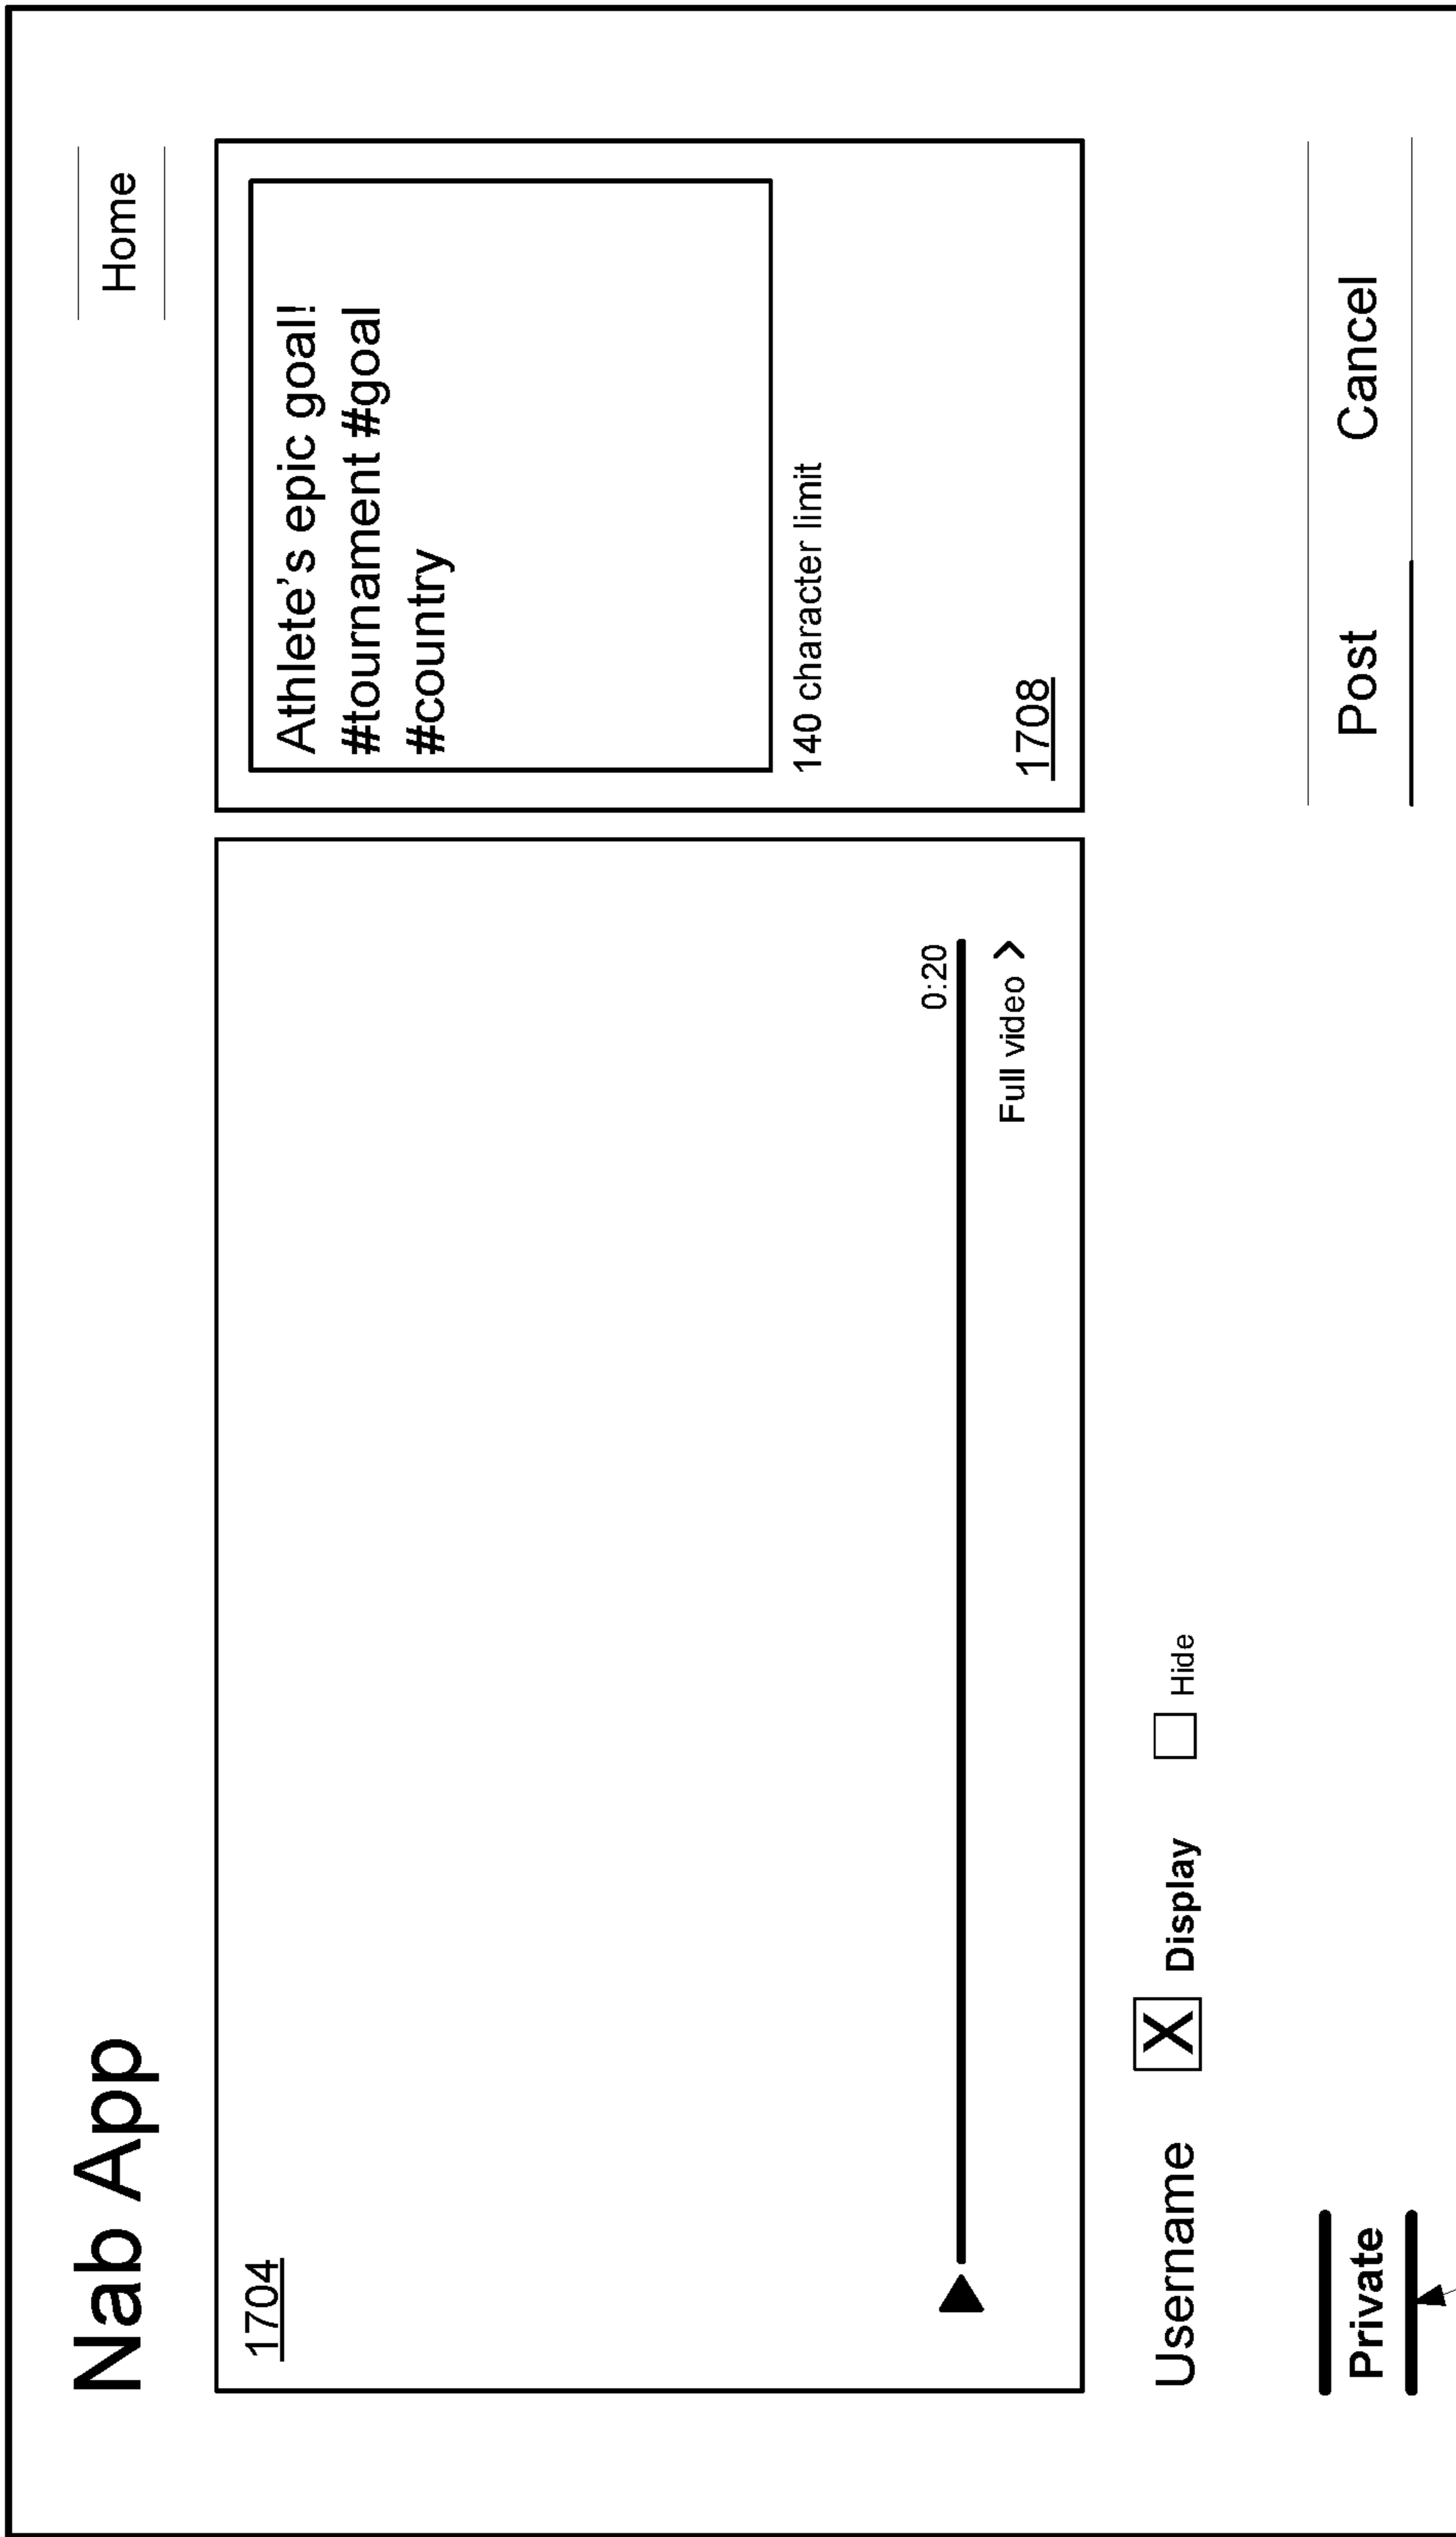 Nab App
Home
1704
0:20
Full video >
Athlete's epic goal!
#tournament #goal
#country
140 character limit
1708
Username
X Display
Hide
Private
Post
Cancel